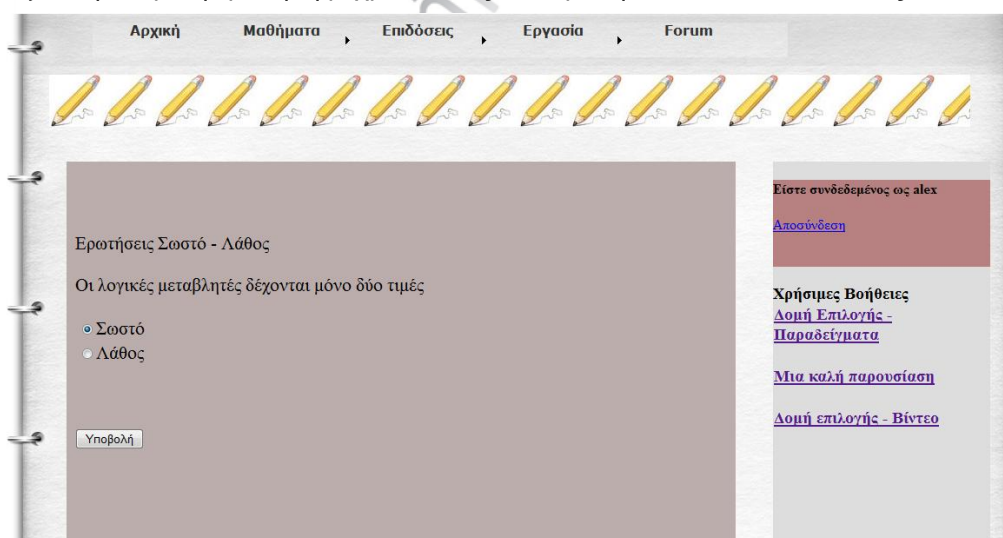 Αρχική Μαθήματα Επιδόσεις Εργασία Forum
Είστε συνδεδεμένος ως alex
Αποσύνδεση
Ερωτήσεις Σωστό - Λάθος
Οι λογικές μεταβλητές δέχονται μόνο δύο τιμές
Σωστό
Λάθος
Υποβολή
Χρήσιμες Βοήθειες
Δομή Επιλογής -
Παραδείγματα
Μια καλή παρουσίαση
Δομή επιλογής - Βίντεο